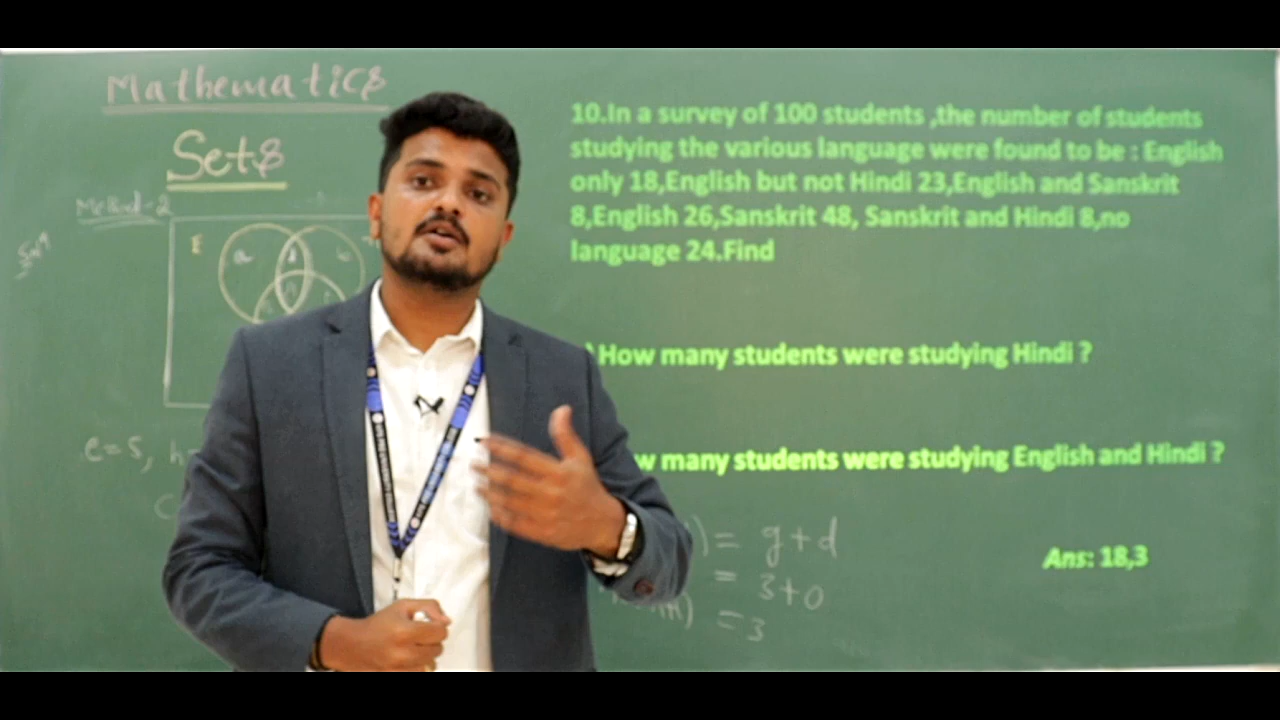 Mathematics
Sets
Method-2
Soln
E
a
e=5, h=
10.In a survey of 100 students ,the number of students
studying the various language were found to be : English
only 18,English but not Hindi 23,English and Sanskrit
8,English 26,Sanskrit 48, Sanskrit and Hindi 8,no
language 24.Find
How many students were studying Hindi ?
w many students were studying English and Hindi ?
) = g+d
= 3+0
= 3
Ans: 18,3